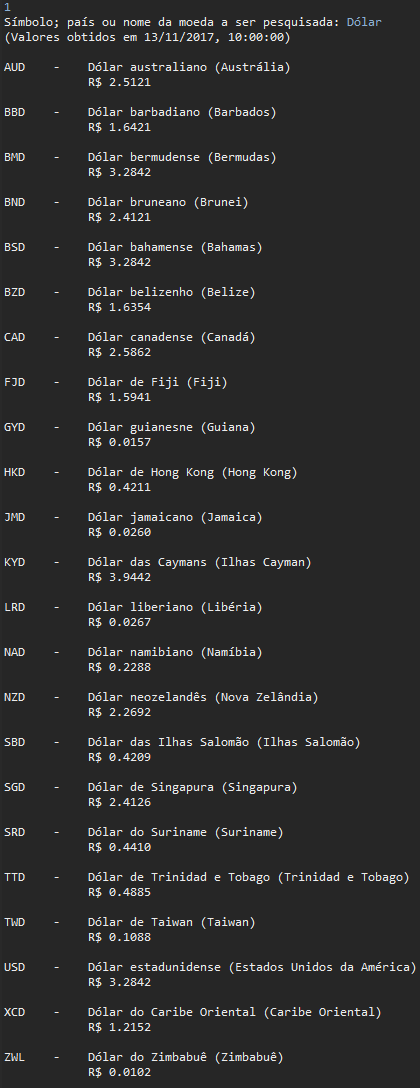 1
Símbolo; país ou nome da moeda a ser pesquisada: Dólar
(Valores obtidos em 13/11/2017, 10:00:00)
AUD - Dólar australiano (Austrália)
R$ 2.5121
BBD - Dólar barbadiano (Barbados)
R$ 1.6421
BMD - Dólar bermudense (Bermudas)
R$ 3.2842
BND - Dólar bruneano (Brunei)
R$ 2.4121
BSD - Dólar bahamense (Bahamas)
R$ 3.2842
BZD - Dólar belizenho (Belize)
R$ 1.6354
CAD - Dólar canadense (Canadá)
R$ 2.5862
FJD - Dólar de Fiji (Fiji)
R$ 1.5941
GYD - Dólar guianesne (Guiana)
R$ 0.0157
HKD - Dólar de Hong Kong (Hong Kong)
R$ 0.4211
JMD - Dólar jamaicano (Jamaica)
R$ 0.0260
KYD - Dólar das Caymans (Ilhas Cayman)
R$ 3.9442
LRD - Dólar liberiano (Libéria)
R$ 0.0267
NAD - Dólar namibiano (Namíbia)
R$ 0.2288
NZD - Dólar neozelandês (Nova Zelândia)
R$ 2.2692
SBD - Dólar das Ilhas Salomão (Ilhas Salomão)
R$ 0.4209
SGD - Dólar de Singapura (Singapura)
R$ 2.4126
SRD - Dólar do Suriname (Suriname)
R$ 0.4410
TTD - Dólar de Trinidad e Tobago (Trinidad e Tobago)
R$ 0.4885
TWD - Dólar de Taiwan (Taiwan)
R$ 0.1088
USD - Dólar estadunidense (Estados Unidos da América)
R$ 3.2842
XCD - Dólar do Caribe Oriental (Caribe Oriental)
R$ 1.2152
ZWL - Dólar do Zimbabuê (Zimbabuê)
R$ 0.0102